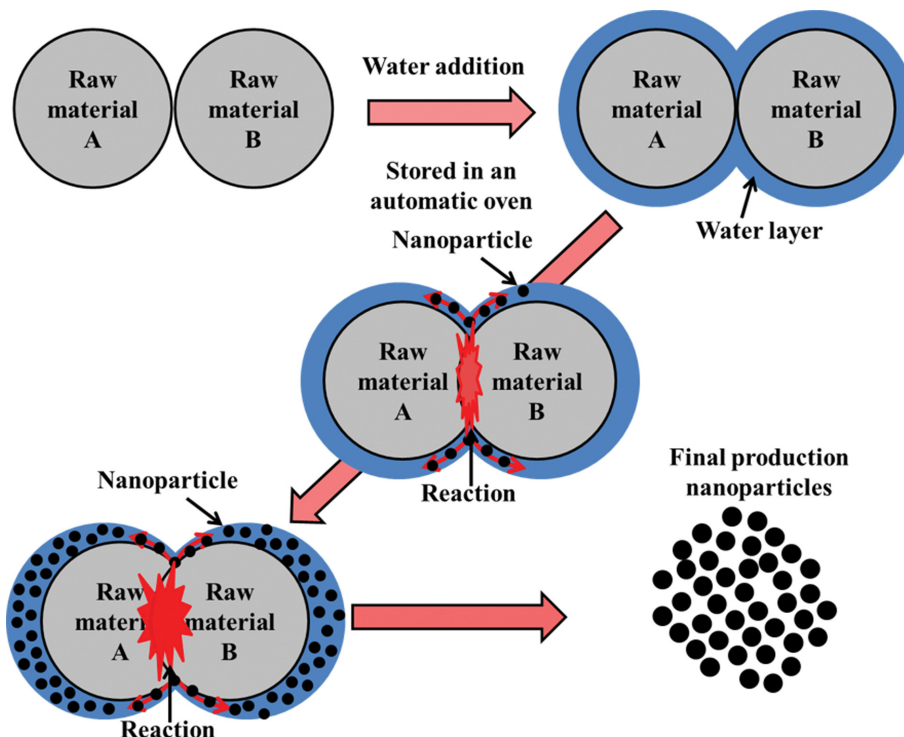 Raw
material
A
Raw
material
B
Water addition
Raw
material
A
Raw
material
B
Water layer
Stored in an
automatic oven
Nanoparticle
Raw
material
A
Raw
material
B
Reaction
Nanoparticle
Raw
material
A
Raw
material
B
Reaction
Final production
nanoparticles